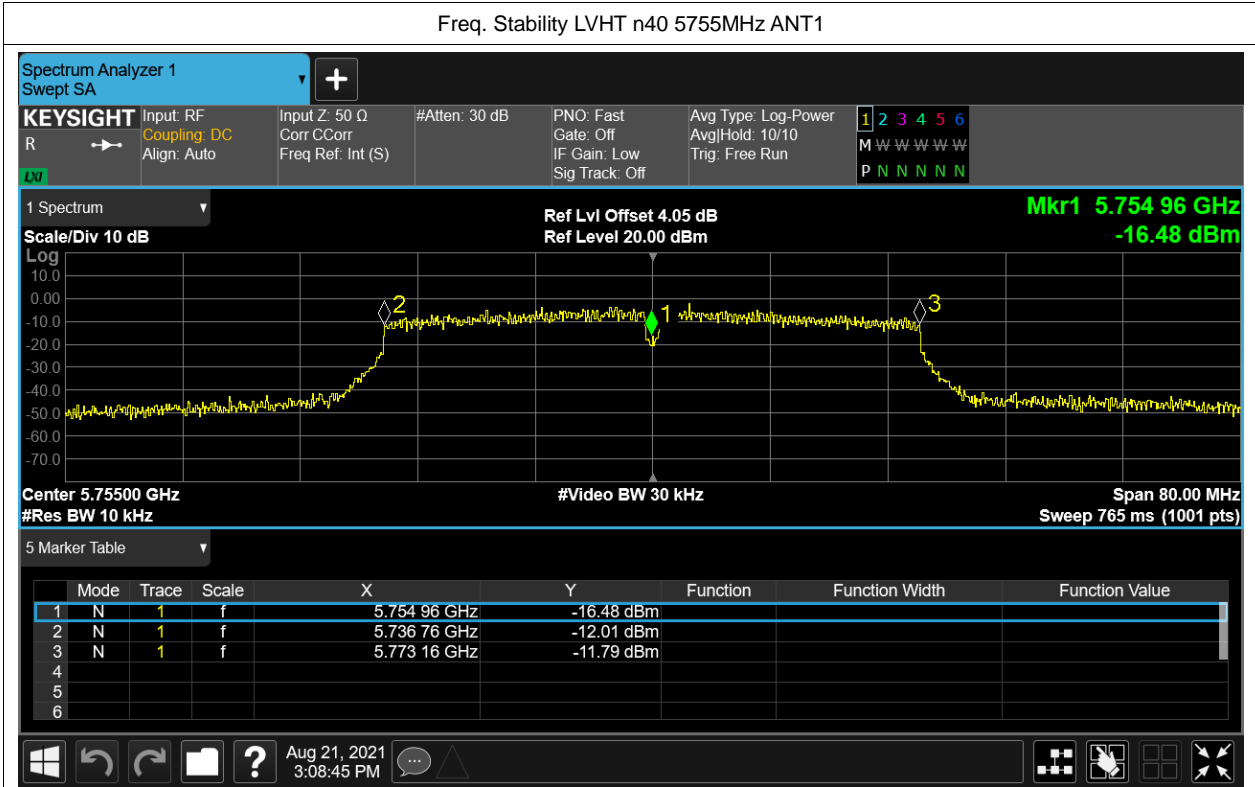 Freq. Stability LVHT n40 5755MHz ANT1
Spectrum Analyzer 1
Swept SA
+
KEYSIGHT
R
LXI
Input: RF
Coupling: DC
Align: Auto
Input Z: 50 Ω
Corr CCorr
Freq Ref: Int (S)
#Atten: 30 dB
PNO: Fast
Gate: Off
IF Gain: Low
Sig Track: Off
Avg Type: Log-Power
Avg|Hold: 10/10
Trig: Free Run
1 2 3 4 5 6
M W W W W W
P N N N N N
1 Spectrum
Scale/Div 10 dB
Ref Lvl Offset 4.05 dB
Ref Level 20.00 dBm
Mkr1 5.754 96 GHz
-16.48 dBm
Log
10.0
0.00
-10.0
-20.0
-30.0
-40.0
-50.0
-60.0
-70.0
2
1
3
Center 5.75500 GHz
#Video BW 30 kHz
Span 80.00 MHz
#Res BW 10 kHz
Sweep 765 ms (1001 pts)
5 Marker Table
Mode Trace Scale X Y Function Function Width Function Value
1 N 1 f 5.754 96 GHz -16.48 dBm
2 N 1 f 5.736 76 GHz -12.01 dBm
3 N 1 f 5.773 16 GHz -11.79 dBm
4
5
6
?
Aug 21, 2021
3:08:45 PM